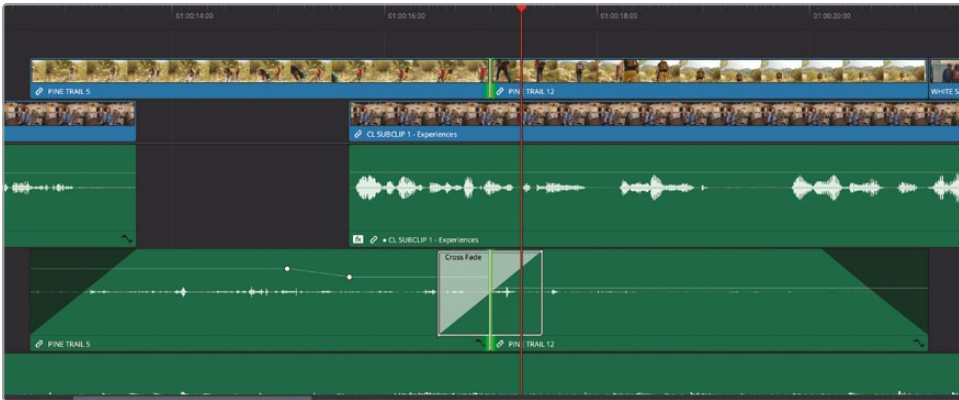 01:00:14:00 01:00:16:00 01:00:18:00 01:00:20:00
PINE TRAIL 5 PINE TRAIL 12 WHITE S
CL SUBCLIP 1 - Experiences
fx • CL SUBCLIP 1 - Experiences
Cross Fade
PINE TRAIL 5 PINE TRAIL 12